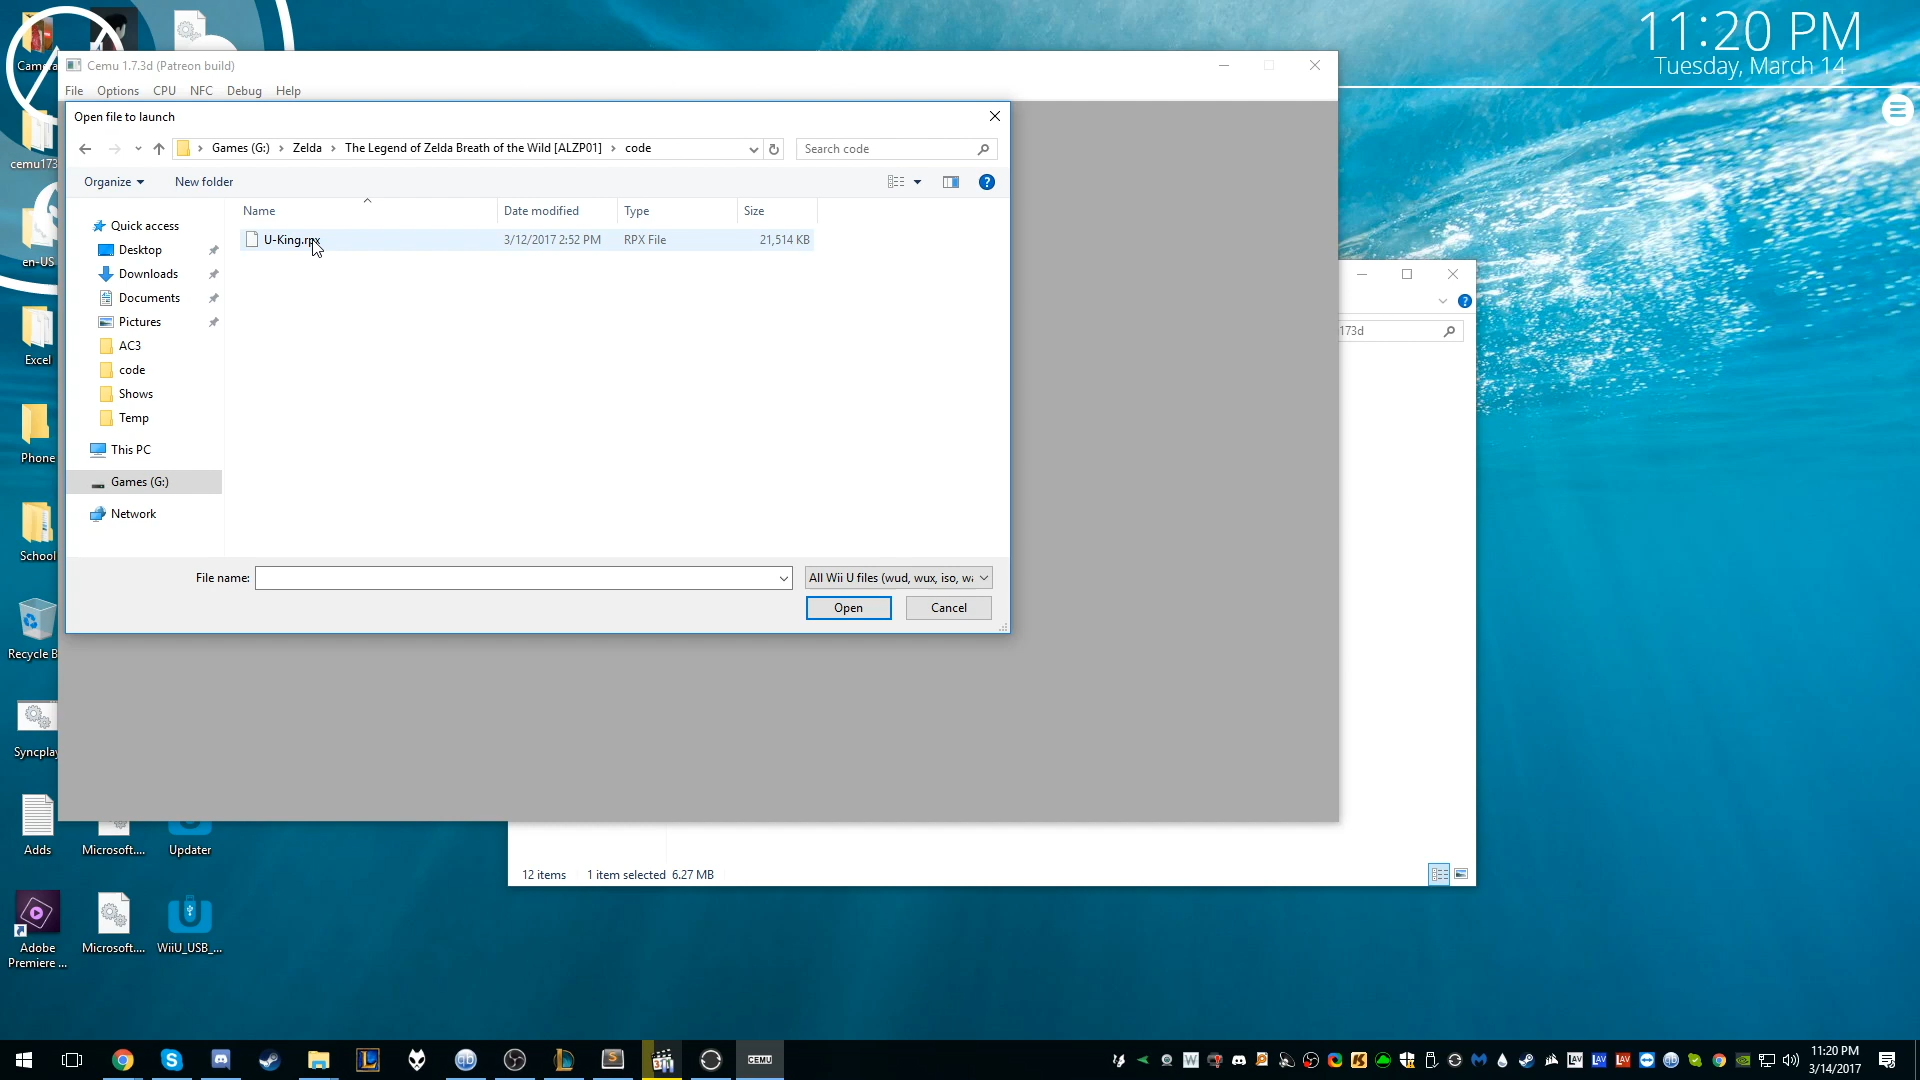 11:20 PM
Tuesday, March 14
Camera
cemu173
en-US
Excel
Phone
School
Recycle B
Syncplay
Adds
Microsoft....
Updater
Adobe
Premiere ...
Microsoft....
WiiU_USB_...
Cemu 1.7.3d (Patreon build)
File Options CPU NFC Debug Help
Open file to launch
Games (G:) Zelda The Legend of Zelda Breath of the Wild [ALZP01] code
Search code
Organize New folder
Name Date modified Type Size
U-King.rpx 3/12/2017 2:52 PM RPX File 21,514 KB
Quick access
Desktop
Downloads
Documents
Pictures
AC3
code
Shows
Temp
This PC
Games (G:)
Network
File name:
All Wii U files (wud, wux, iso, wa
Open Cancel
173d
12 items 1 item selected 6.27 MB
CEMU
11:20 PM
3/14/2017